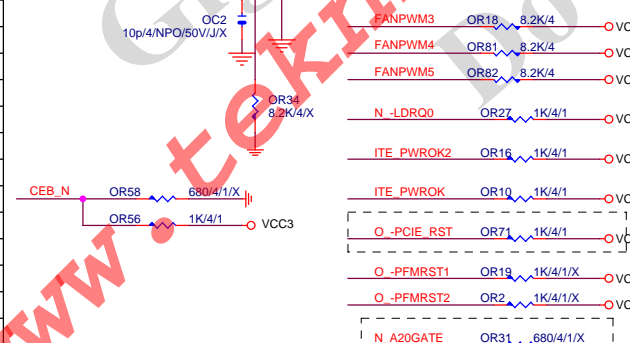 OC2
10p/4/NPO/50V/J/X
OR34
8.2K/4/X
CEB_N OR58 680/4/1/X
OR56 1K/4/1 VCC3
FANPWM3 OR18 8.2K/4
FANPWM4 OR81 8.2K/4
FANPWM5 OR82 8.2K/4
N_-LDRQ0 OR27 1K/4/1
ITE_PWROK2 OR16 1K/4/1
ITE_PWROK OR10 1K/4/1
O_-PCIE_RST OR71 1K/4/1
O_-PFMRST1 OR19 1K/4/1/X
O_-PFMRST2 OR2 1K/4/1/X
N_A20GATE OR31 680/4/1/X